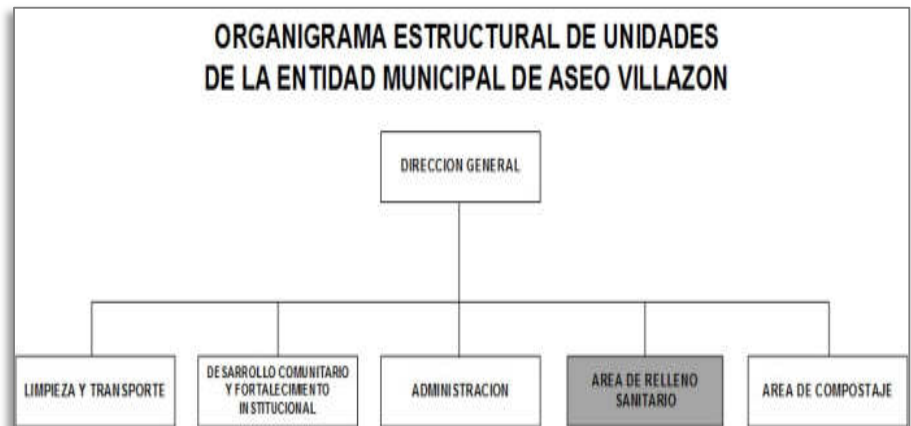 ORGANIGRAMA ESTRUCTURAL DE UNIDADES
DE LA ENTIDAD MUNICIPAL DE ASEO VILLAZON
DIRECCION GENERAL
LIMPIEZA Y TRANSPORTE
DESARROLLO COMUNITARIO
Y FORTALECIMIENTO
INSTITUCIONAL
ADMINISTRACION
AREA DE RELLENO
SANITARIO
AREA DE COMPOSTAJE